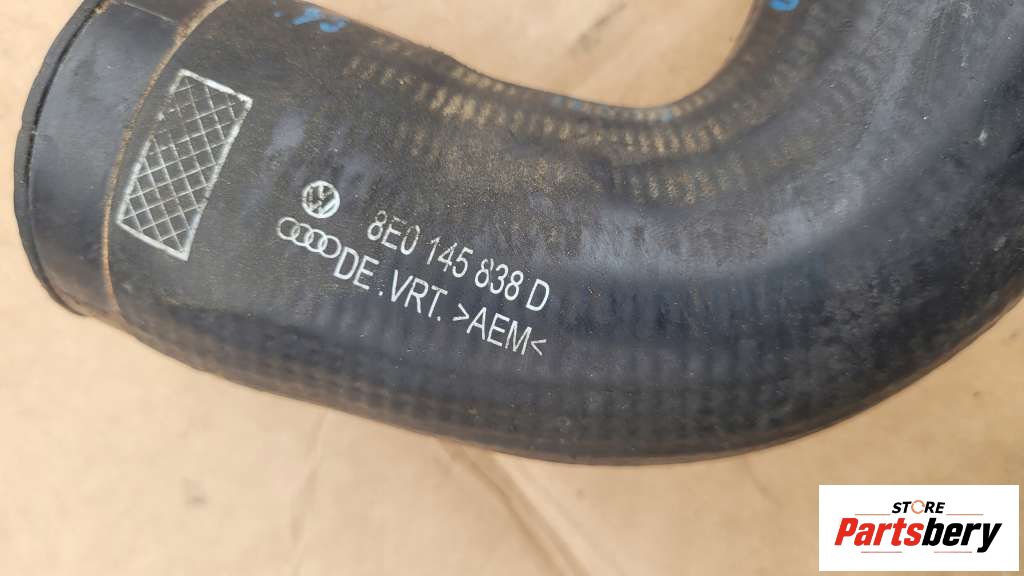 8E0 145 838 D
DE .VRT. >AEM<
STORE
Partsbery